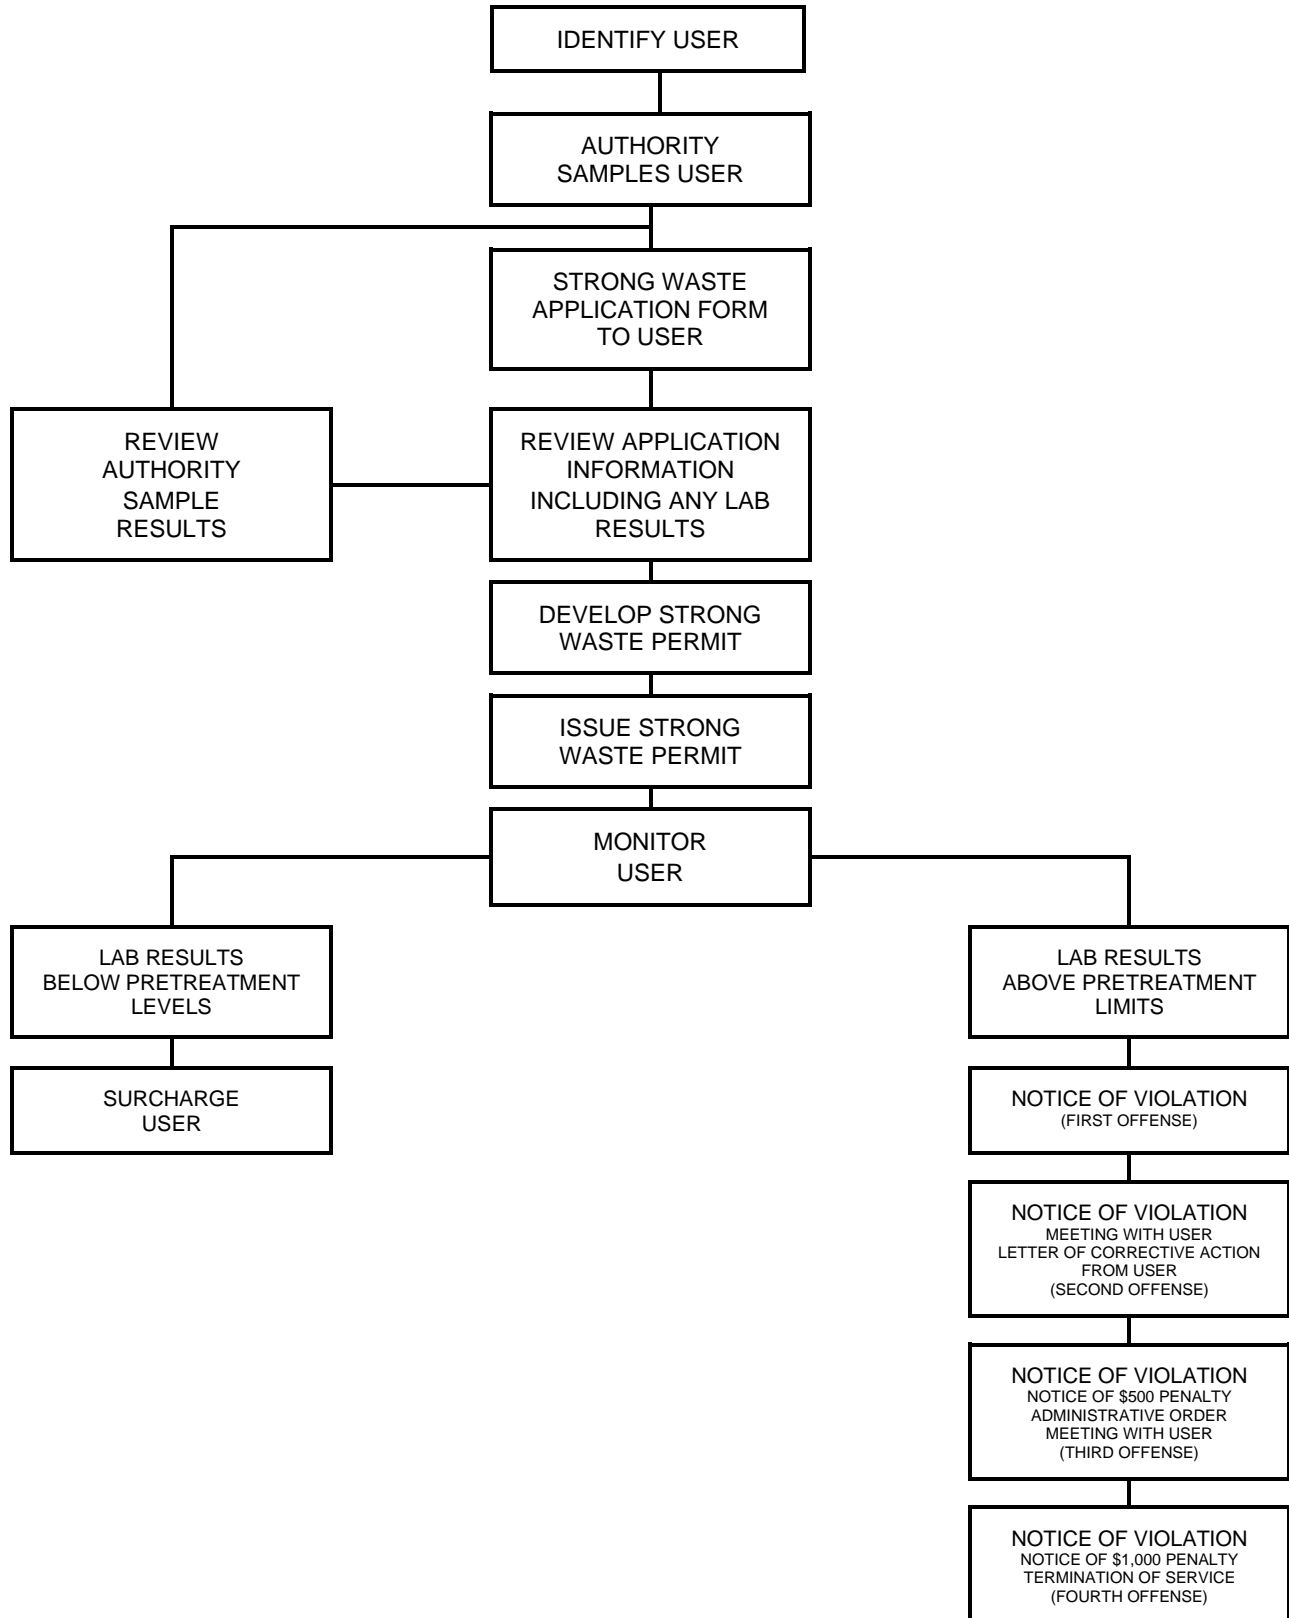 IDENTIFY USER
AUTHORITY
SAMPLES USER
STRONG WASTE
APPLICATION FORM
TO USER
REVIEW
AUTHORITY
SAMPLE
RESULTS
REVIEW APPLICATION
INFORMATION
INCLUDING ANY LAB
RESULTS
DEVELOP STRONG
WASTE PERMIT
ISSUE STRONG
WASTE PERMIT
MONITOR
USER
LAB RESULTS
BELOW PRETREATMENT
LEVELS
SURCHARGE
USER
LAB RESULTS
ABOVE PRETREATMENT
LIMITS
NOTICE OF VIOLATION
(FIRST OFFENSE)
NOTICE OF VIOLATION
MEETING WITH USER
LETTER OF CORRECTIVE ACTION
FROM USER
(SECOND OFFENSE)
NOTICE OF VIOLATION
NOTICE OF $500 PENALTY
ADMINISTRATIVE ORDER
MEETING WITH USER
(THIRD OFFENSE)
NOTICE OF VIOLATION
NOTICE OF $1,000 PENALTY
TERMINATION OF SERVICE
(FOURTH OFFENSE)